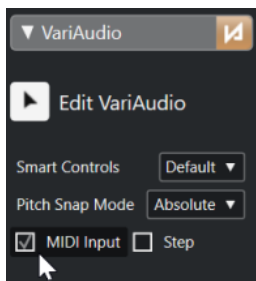 VariAudio
Edit VariAudio
Smart Controls Default
Pitch Snap Mode Absolute
MIDI Input Step